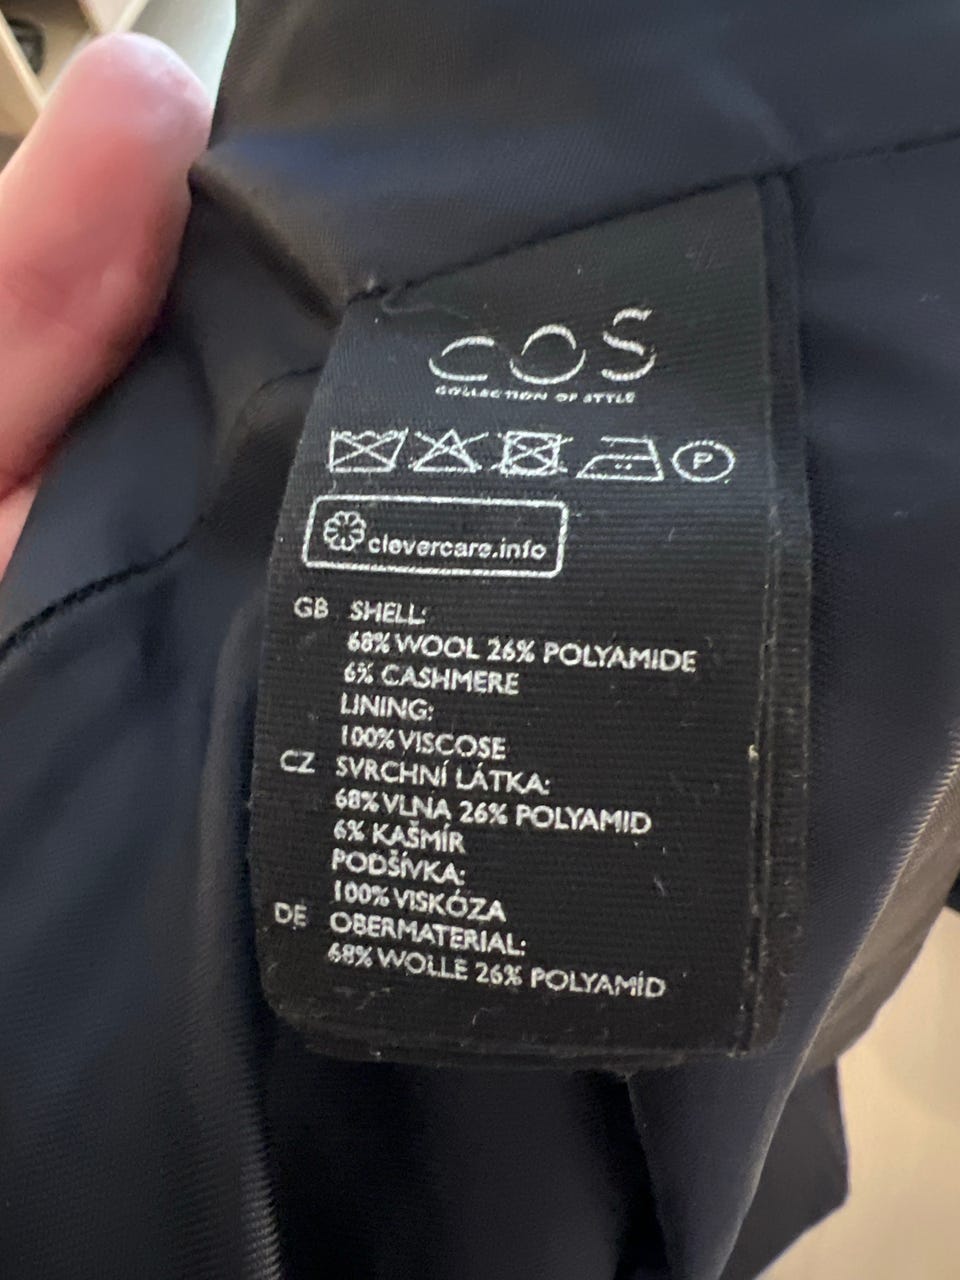 COS
COLLECTION OF STYLE
P
clevercare.info
GB SHELL:
68% WOOL 26% POLYAMIDE
6% CASHMERE
LINING:
100% VISCOSE
CZ SVRCHNÍ LÁTKA:
68% VLNA 26% POLYAMID
6% KAŠMÍR
PODŠÍVKA:
100% VISKÓZA
DE OBERMATERIAL:
68% WOLLE 26% POLYAMID